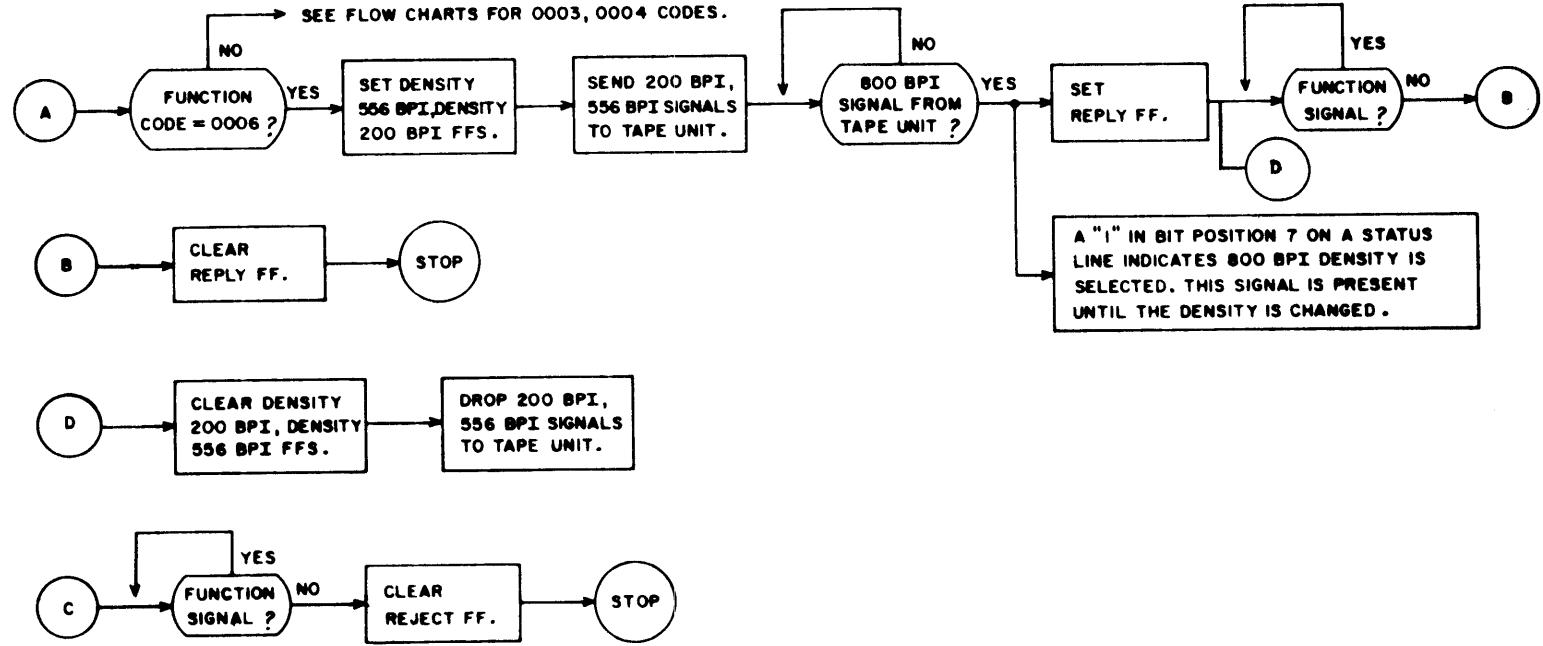 SEE FLOW CHARTS FOR 0003, 0004 CODES.
NO
A
FUNCTION
CODE = 0006 ?
YES
SET DENSITY
556 BPI, DENSITY
200 BPI FFS.
SEND 200 BPI,
556 BPI SIGNALS
TO TAPE UNIT.
NO
800 BPI
SIGNAL FROM
TAPE UNIT ?
YES
SET
REPLY FF.
YES
FUNCTION
SIGNAL ?
NO
B
D
A "1" IN BIT POSITION 7 ON A STATUS
LINE INDICATES 800 BPI DENSITY IS
SELECTED. THIS SIGNAL IS PRESENT
UNTIL THE DENSITY IS CHANGED.
B
CLEAR
REPLY FF.
STOP
D
CLEAR DENSITY
200 BPI, DENSITY
556 BPI FFS.
DROP 200 BPI,
556 BPI SIGNALS
TO TAPE UNIT.
C
YES
FUNCTION
SIGNAL ?
NO
CLEAR
REJECT FF.
STOP